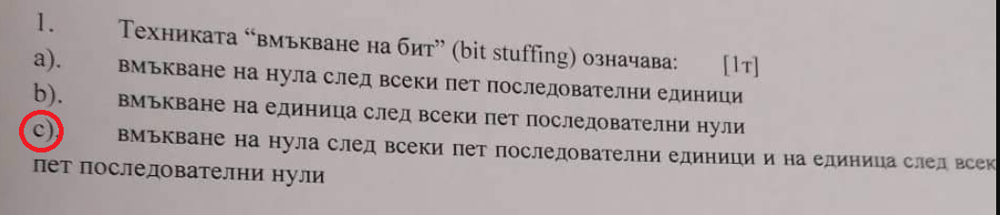 1. Техниката “вмъкване на бит” (bit stuffing) означава: [1т]
a). вмъкване на нула след всеки пет последователни единици
b). вмъкване на единица след всеки пет последователни нули
c). вмъкване на нула след всеки пет последователни единици и на единица след всек
пет последователни нули